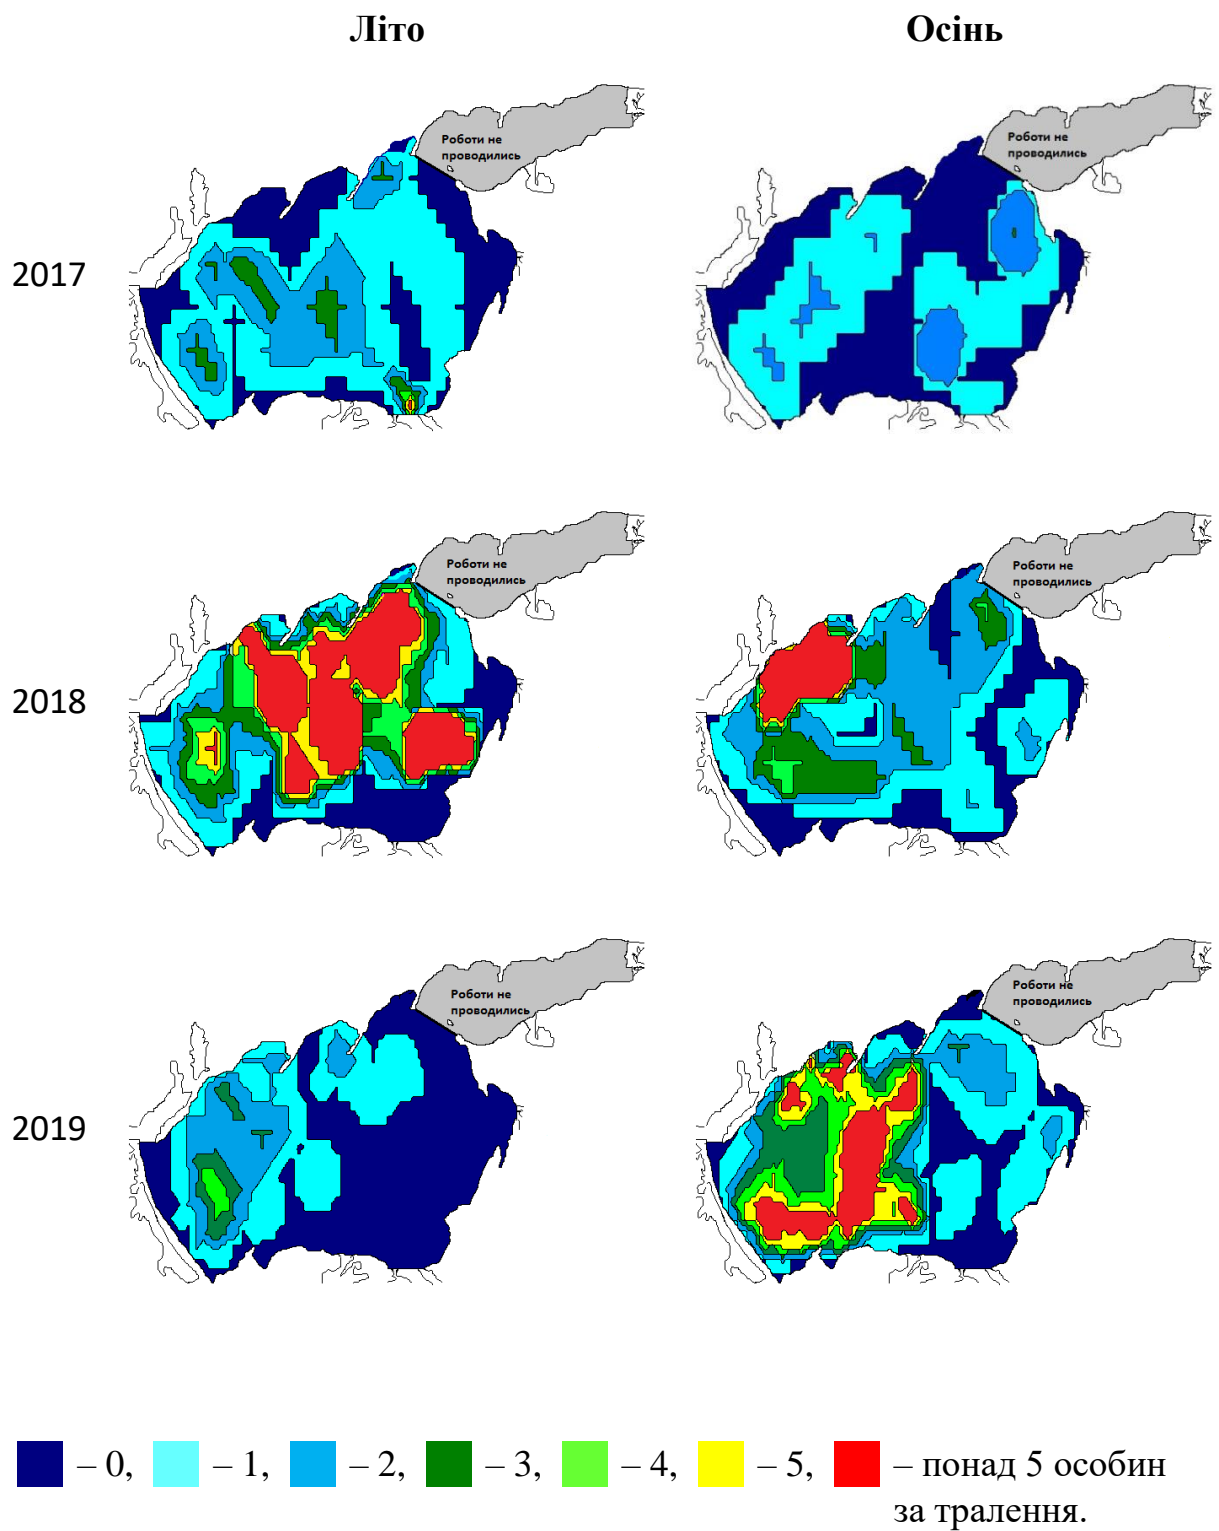 Літо
Осінь
Роботи не
проводились
Роботи не
проводились
2017
Роботи не
проводились
Роботи не
проводились
2018
Роботи не
проводились
Роботи не
проводились
2019
– 0, – 1, – 2, – 3, – 4, – 5, – понад 5 особин
за тралення.